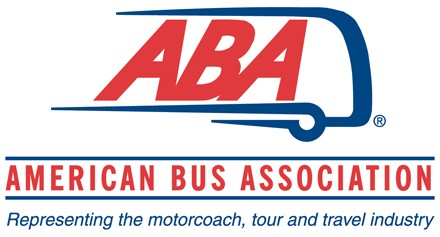 ABA
®
AMERICAN BUS ASSOCIATION
Representing the motorcoach, tour and travel industry